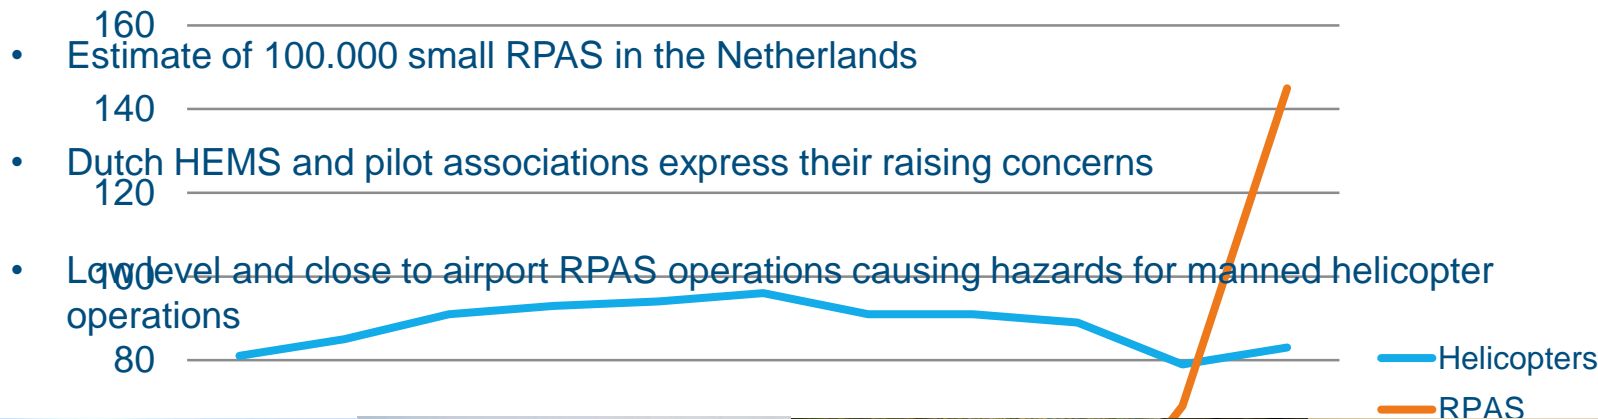 160
• Estimate of 100.000 small RPAS in the Netherlands
140
• Dutch HEMS and pilot associations express their raising concerns
120
• Low level and close to airport RPAS operations causing hazards for manned helicopter
100
operations
80
Helicopters
RPAS